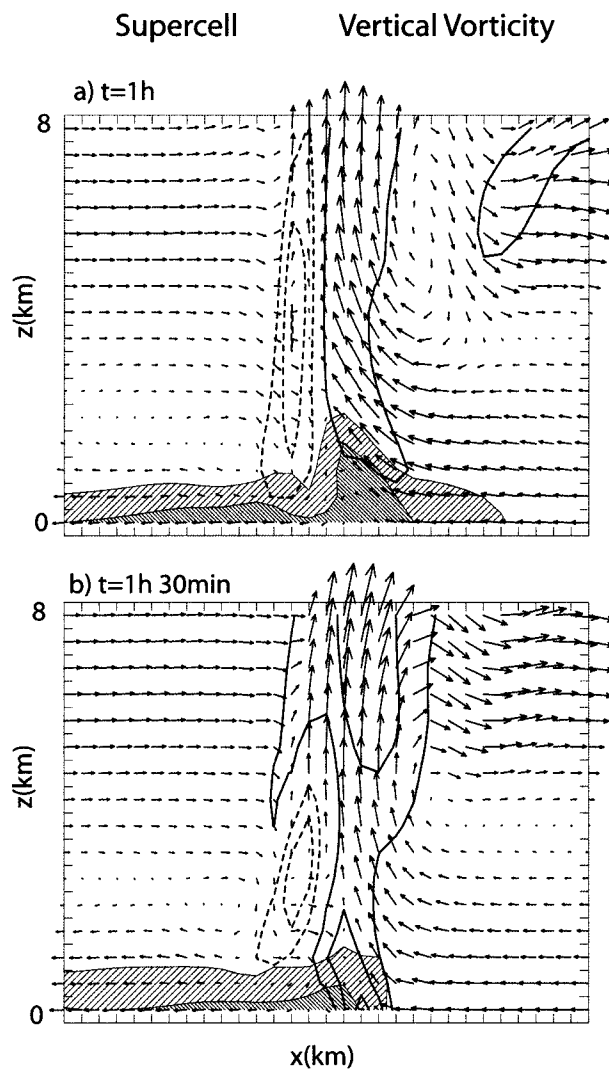 Supercell Vertical Vorticity
a) t=1h
8
z(km)
0
b) t=1h 30min
8
z(km)
0
x(km)